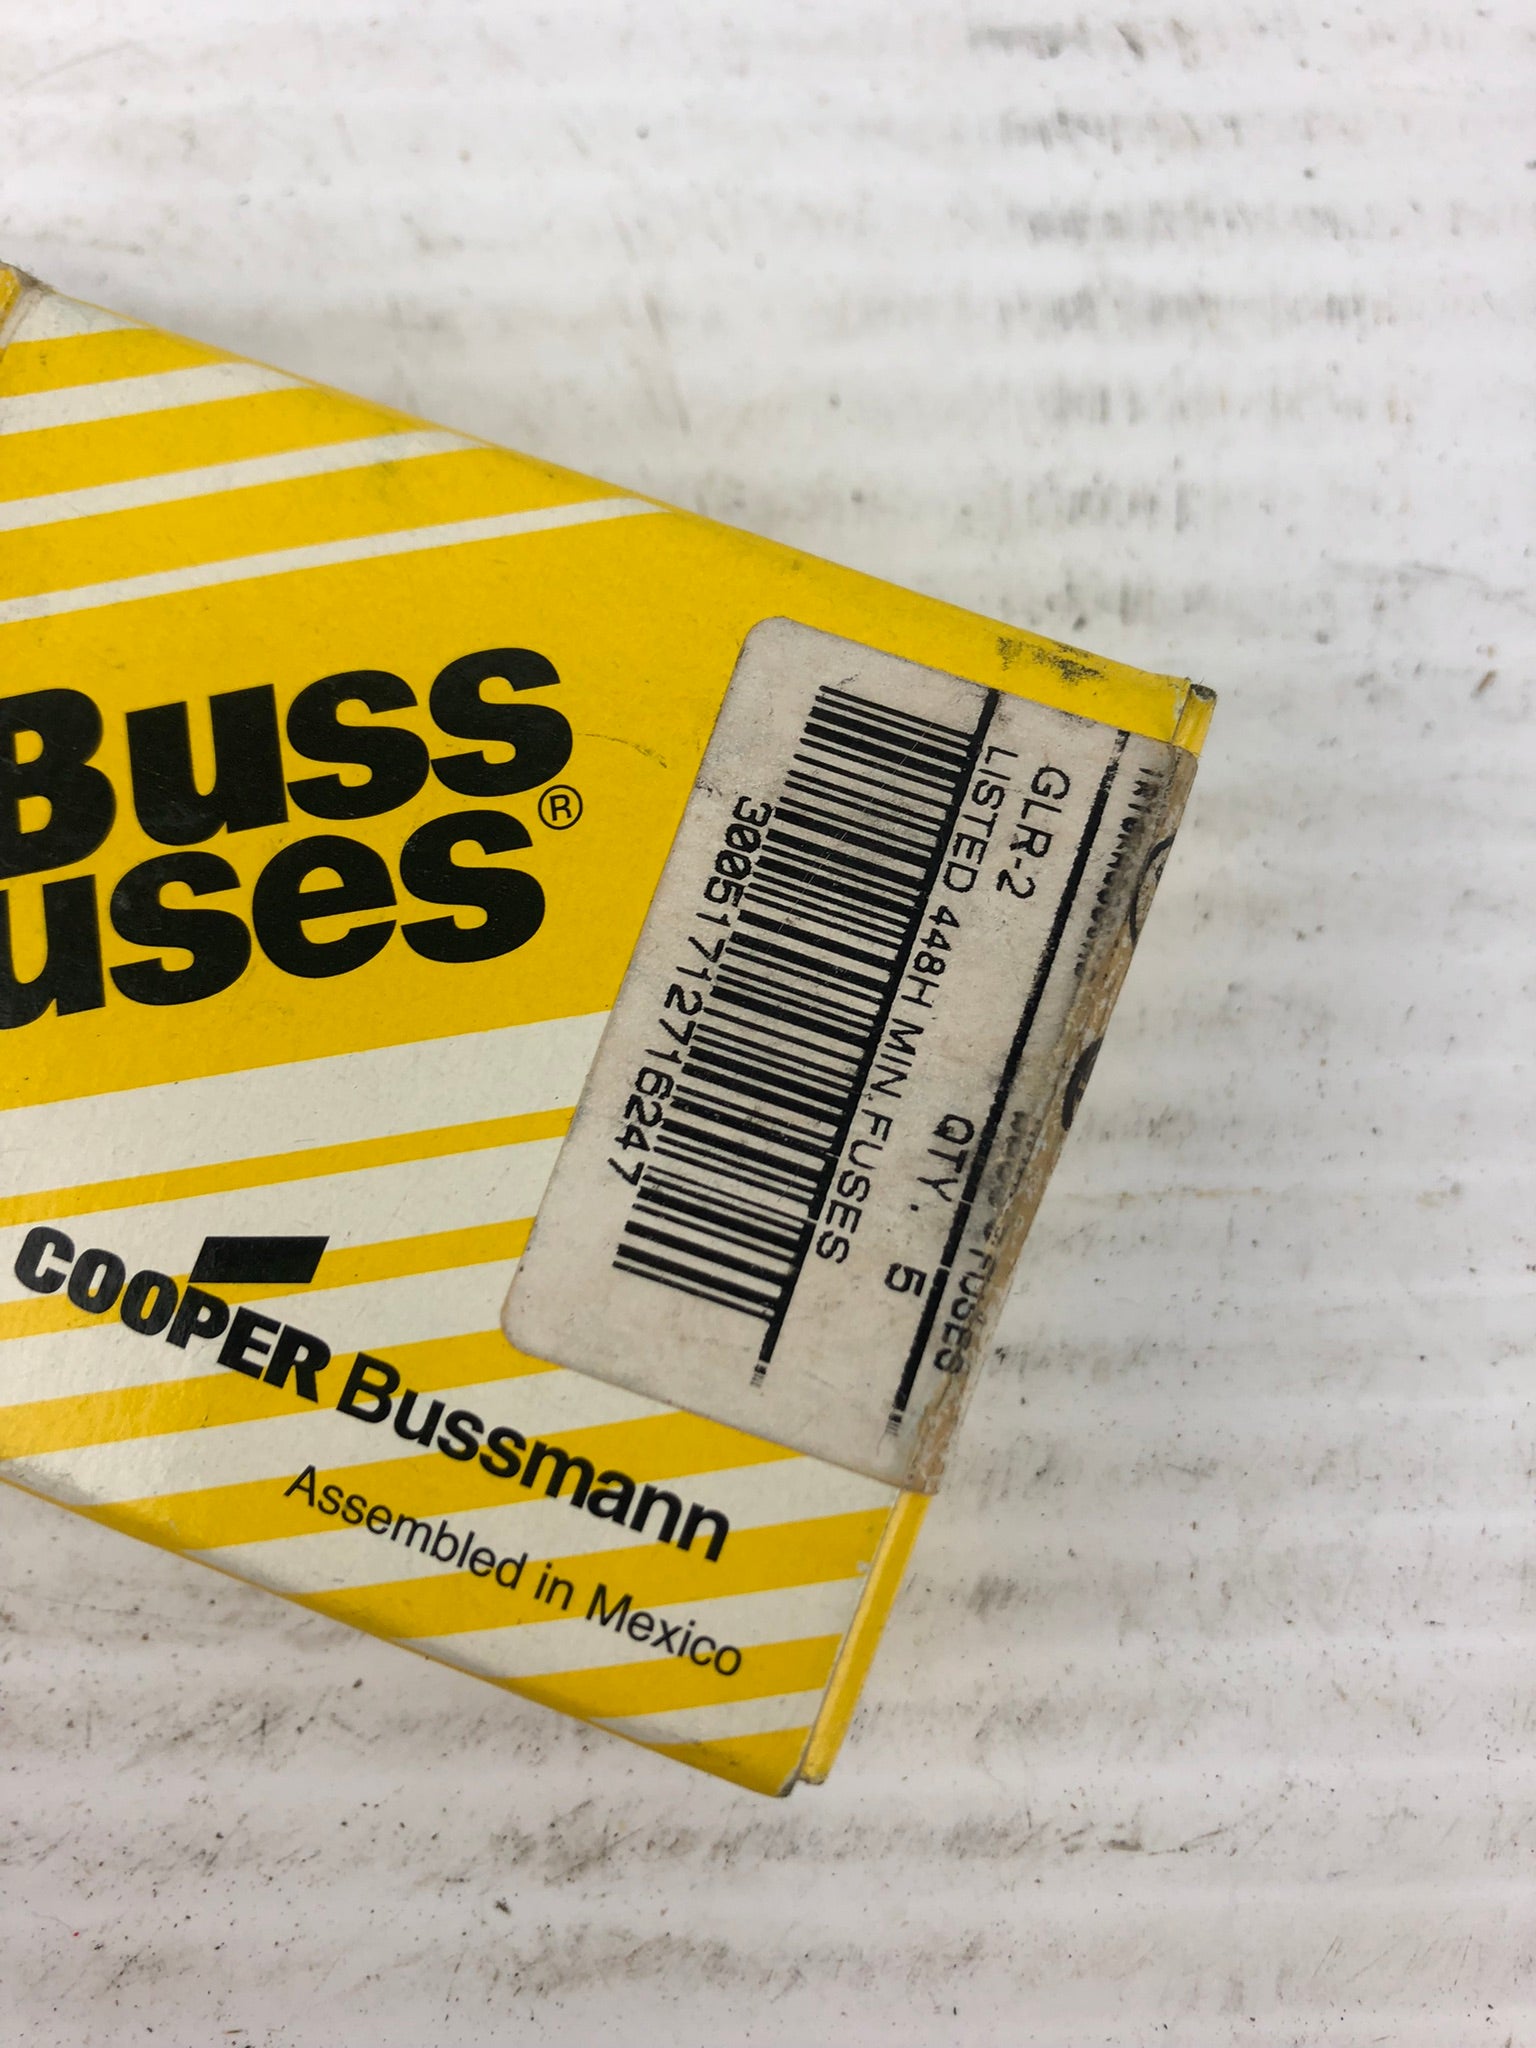 Buss
uses®
COOPER Bussmann
Assembled in Mexico
GLR-2 QTY. 5
LISTED 448H MIN. FUSES
30051712716247
FUSES